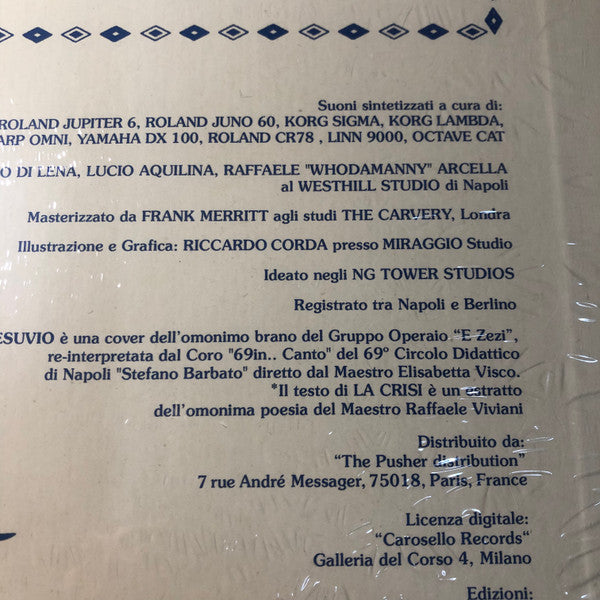 Suoni sintetizzati a cura di:
ROLAND JUPITER 6, ROLAND JUNO 60, KORG SIGMA, KORG LAMBDA,
ARP OMNI, YAMAHA DX 100, ROLAND CR78 , LINN 9000, OCTAVE CAT
O DI LENA, LUCIO AQUILINA, RAFFAELE "WHODAMANNY" ARCELLA
al WESTHILL STUDIO di Napoli
Masterizzato da FRANK MERRITT agli studi THE CARVERY, Londra
Illustrazione e Grafica: RICCARDO CORDA presso MIRAGGIO Studio
Ideato negli NG TOWER STUDIOS
Registrato tra Napoli e Berlino
ESUVIO è una cover dell'omonimo brano del Gruppo Operaio “E Zezi”,
re-interpretata dal Coro "69in.. Canto" del 69º Circolo Didattico
di Napoli "Stefano Barbato" diretto dal Maestro Elisabetta Visco.
*Il testo di LA CRISI è un estratto
dell'omonima poesia del Maestro Raffaele Viviani
Distribuito da:
“The Pusher distribution”
7 rue André Messager, 75018, Paris, France
Licenza digitale:
“Carosello Records“
Galleria del Corso 4, Milano
Edizioni: